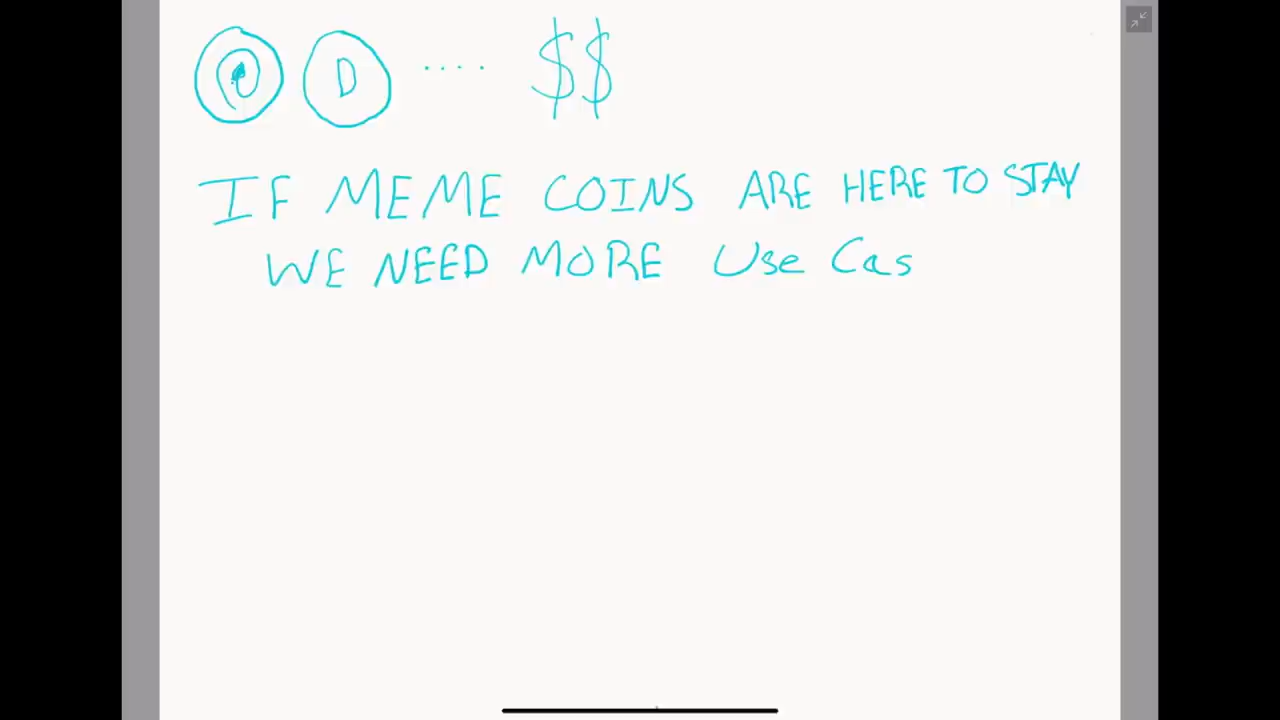 D .... $$
IF MEME COINS ARE HERE TO STAY
WE NEED MORE Use Cas